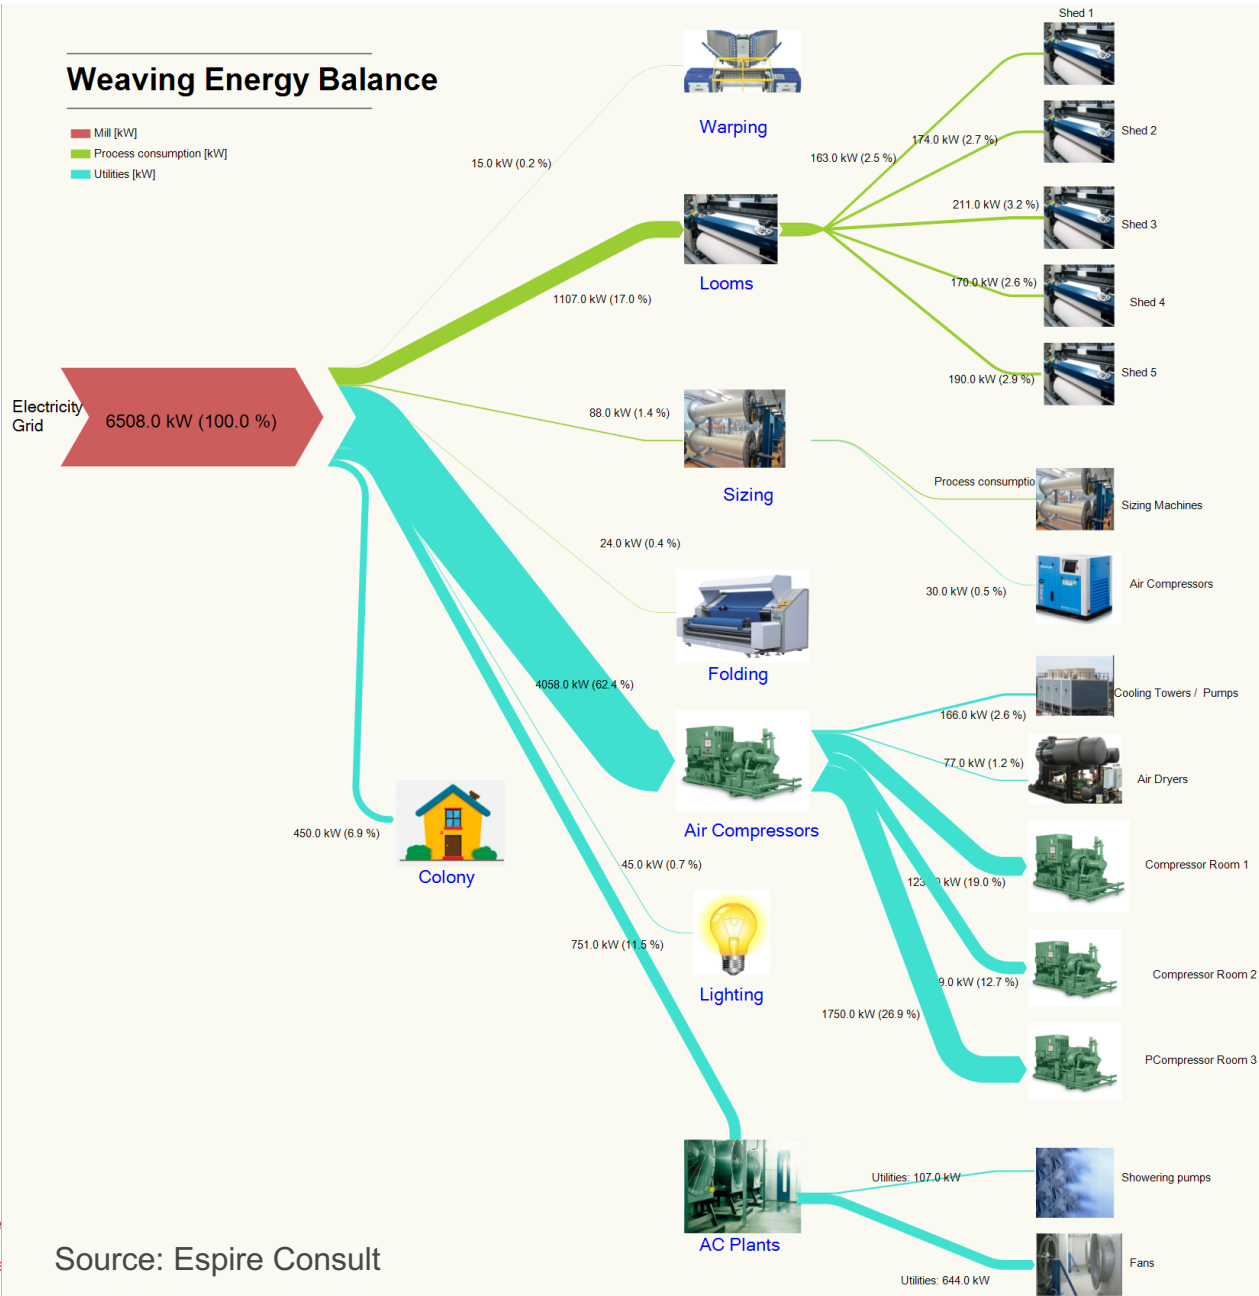 Weaving Energy Balance
Mill [kW]
Process consumption [kW]
Utilities [kW]
Electricity
Grid
6508.0 kW (100.0 %)
15.0 kW (0.2 %)
Warping
1107.0 kW (17.0 %)
Looms
163.0 kW (2.5 %)
Shed 1
174.0 kW (2.7 %)
Shed 2
211.0 kW (3.2 %)
Shed 3
170.0 kW (2.6 %)
Shed 4
190.0 kW (2.9 %)
Shed 5
88.0 kW (1.4 %)
Sizing
Process consumptio
Sizing Machines
30.0 kW (0.5 %)
Air Compressors
24.0 kW (0.4 %)
Folding
4058.0 kW (62.4 %)
Air Compressors
166.0 kW (2.6 %)
Cooling Towers / Pumps
77.0 kW (1.2 %)
Air Dryers
kW (19.0 %)
Compressor Room 1
9.0 kW (12.7 %)
Compressor Room 2
1750.0 kW (26.9 %)
PCompressor Room 3
450.0 kW (6.9 %)
Colony
45.0 kW (0.7 %)
Lighting
751.0 kW (11.5 %)
AC Plants
Utilities: 107.0 kW
Showering pumps
Utilities: 644.0 kW
Fans
Source: Espire Consult